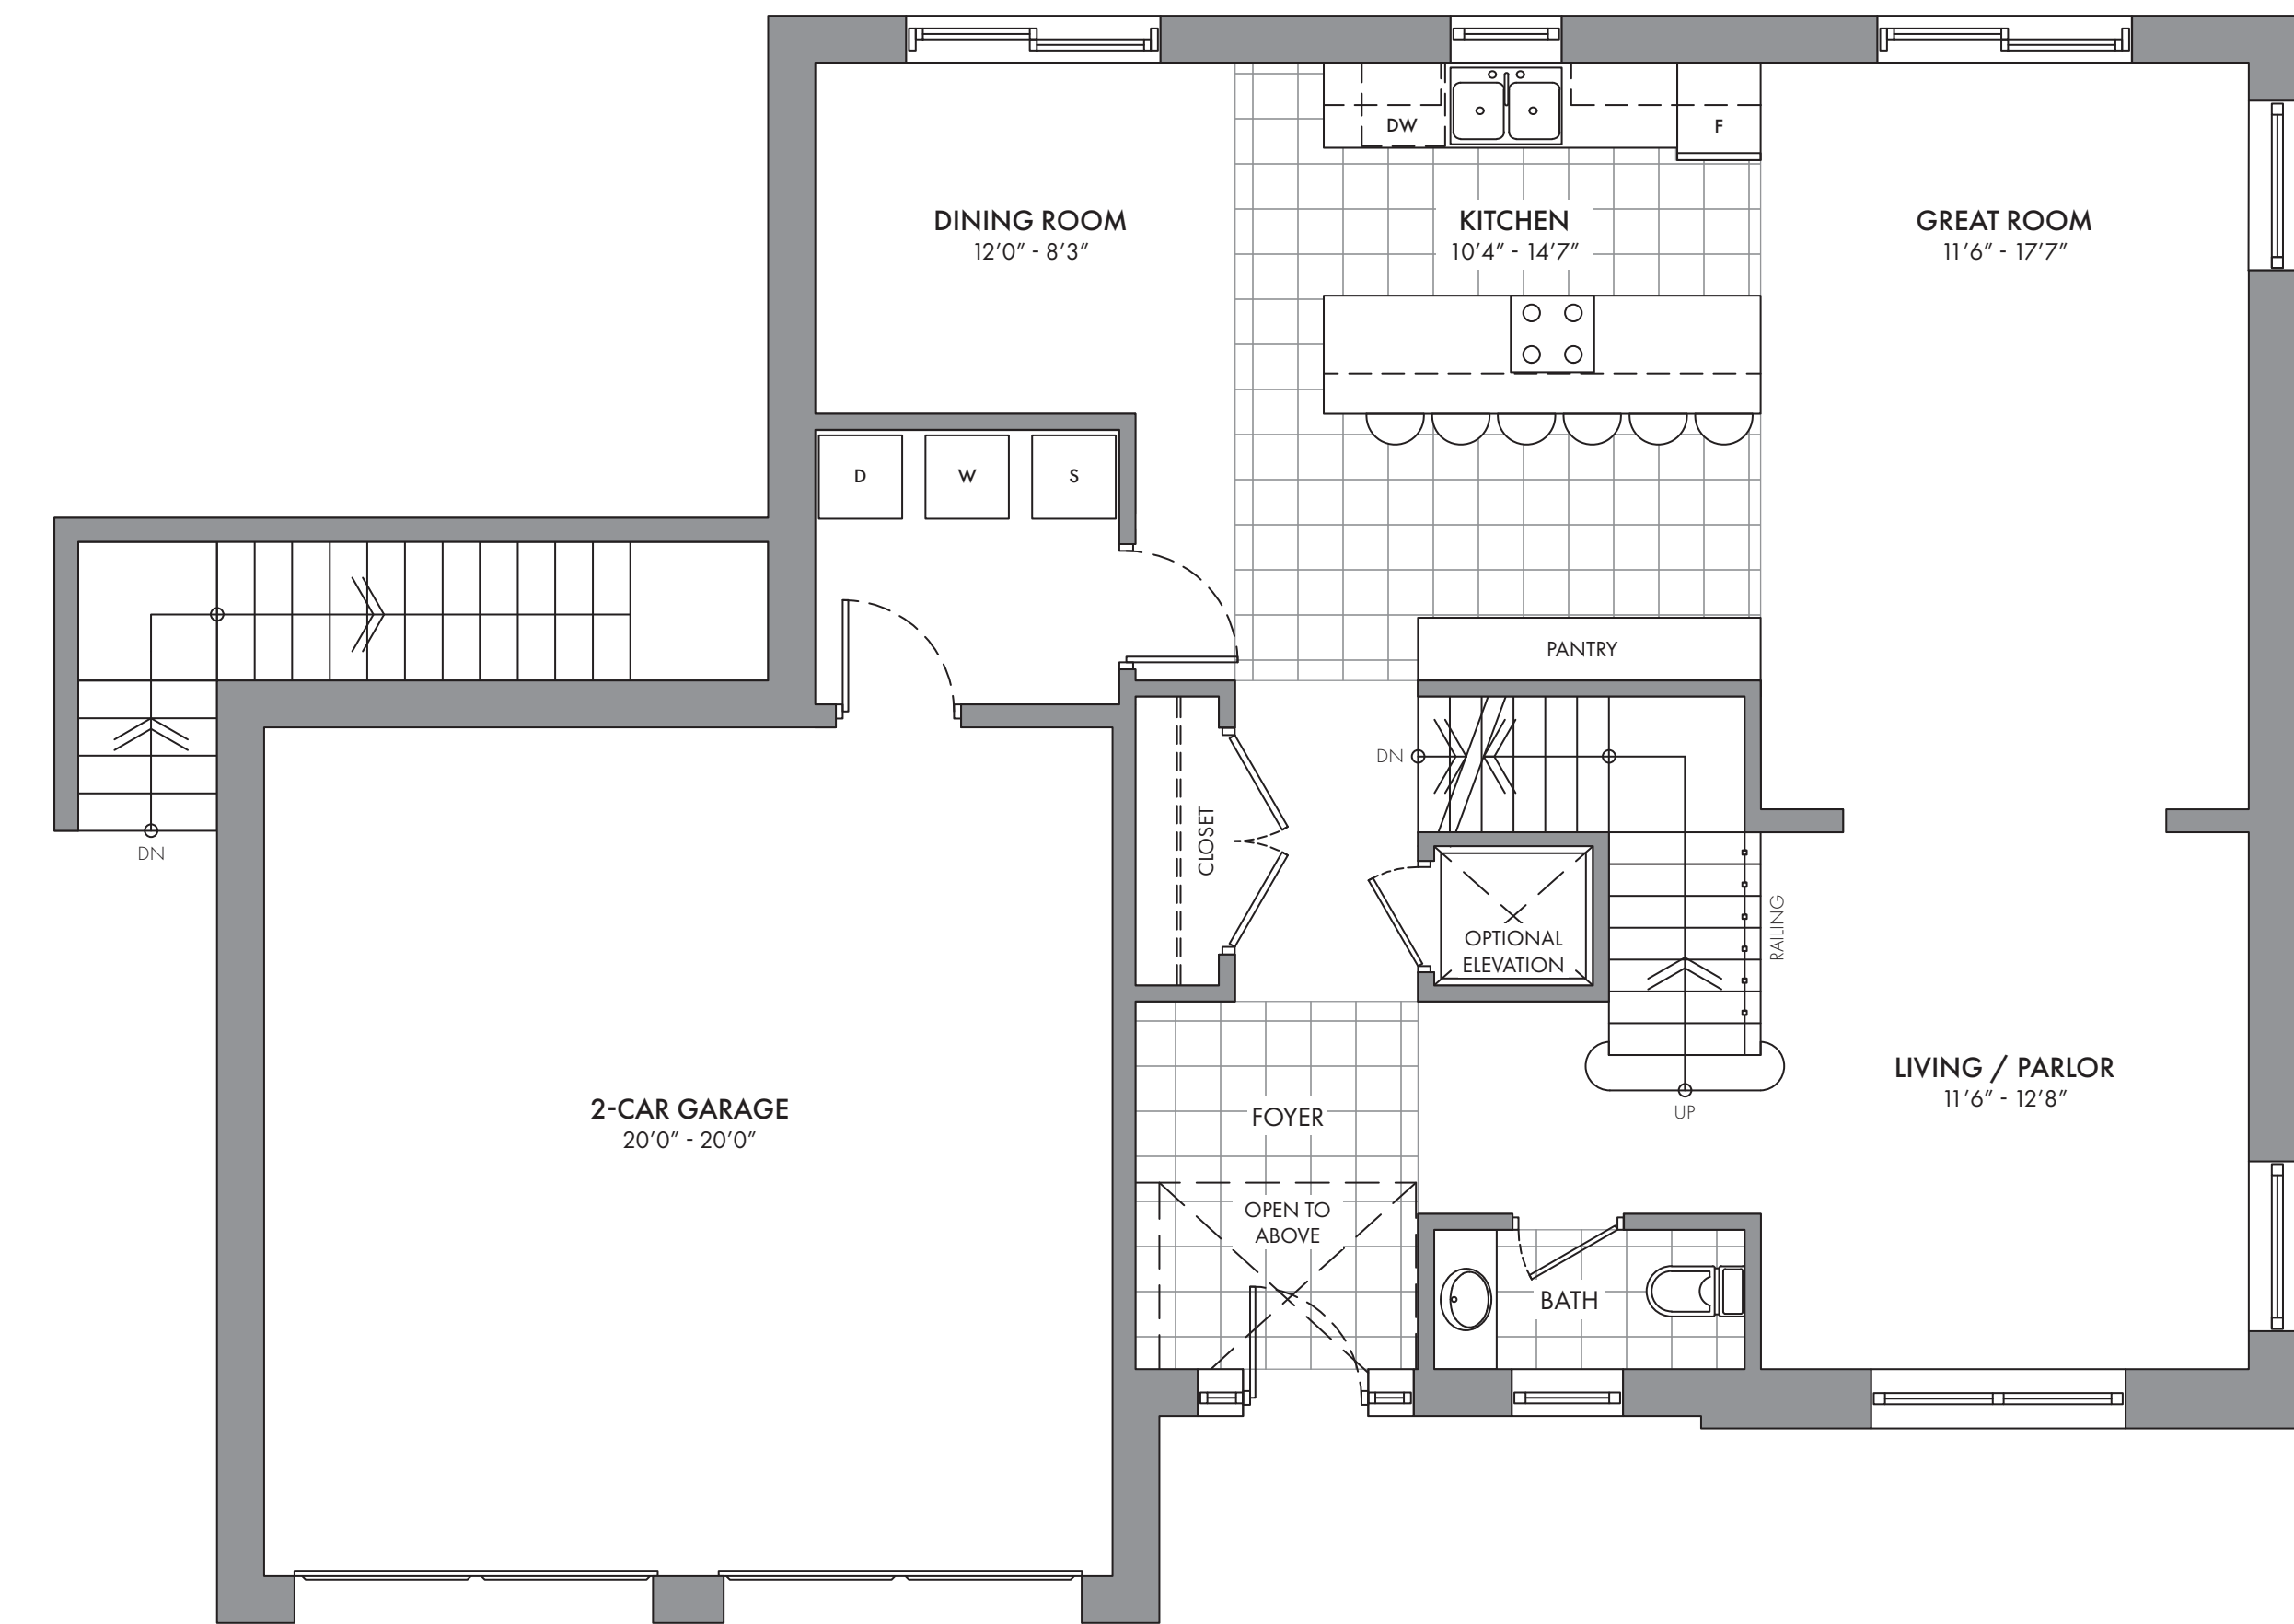 DW
F
DINING ROOM
12’0” - 8’3”
KITCHEN
10’4” - 14’7”
GREAT ROOM
11’6” - 17’7”
D
W
S
PANTRY
DN
DN
CLOSET
OPTIONAL
ELEVATION
RAILING
2-CAR GARAGE
20’0” - 20’0”
FOYER
UP
LIVING / PARLOR
11’6” - 12’8”
OPEN TO
ABOVE
BATH